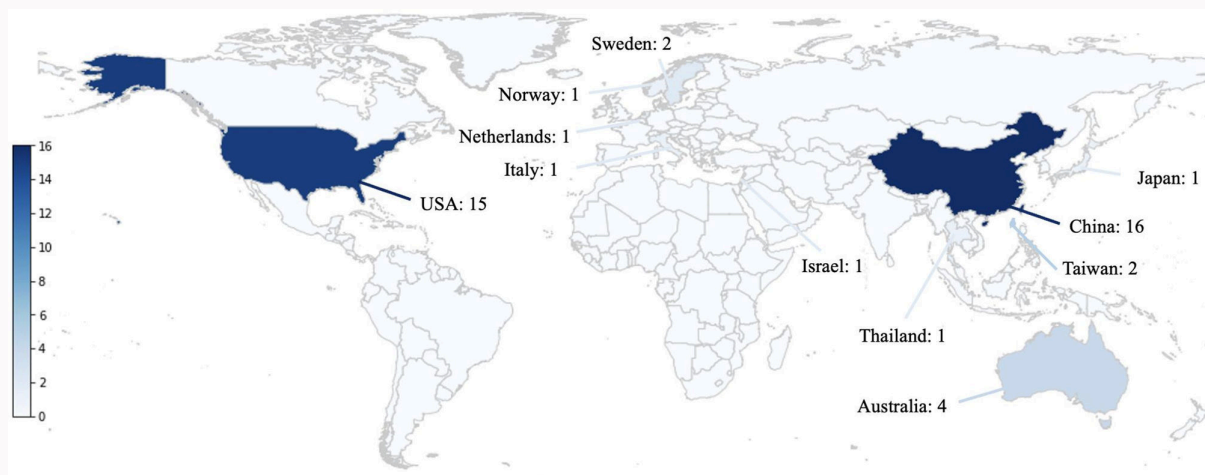 Sweden: 2
Norway: 1
Netherlands: 1
Italy: 1
USA: 15
Japan: 1
China: 16
Israel: 1
Taiwan: 2
Thailand: 1
Australia: 4
16
14
12
10
8
6
4
2
0